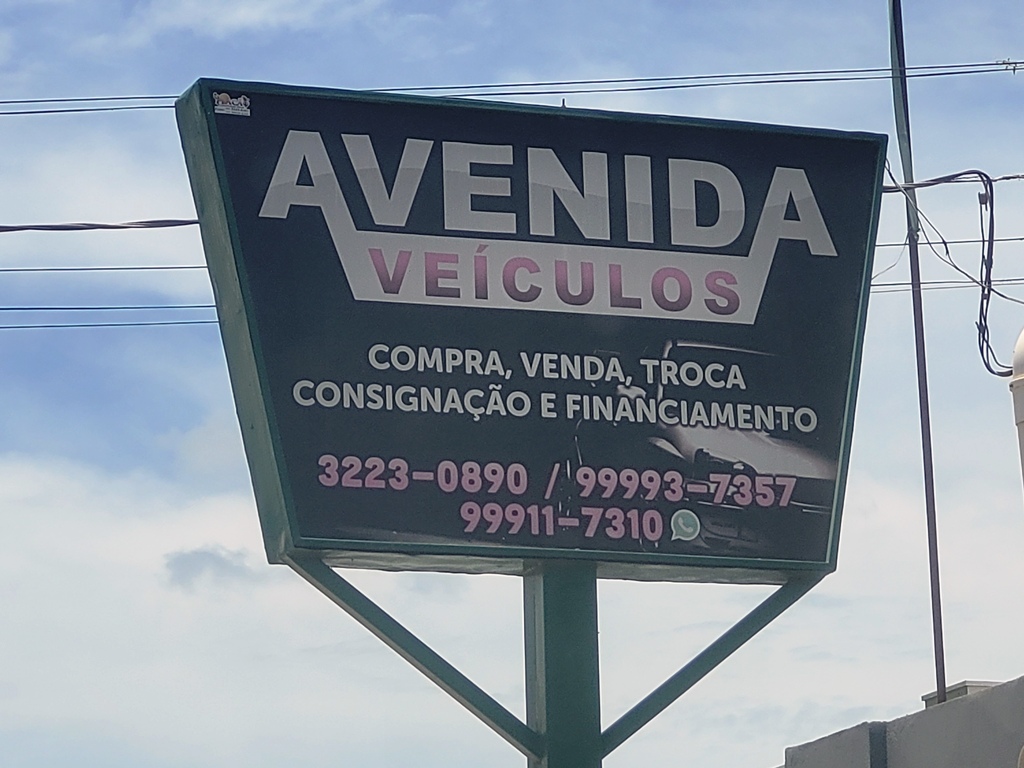 AVENIDA
VEÍCULOS
COMPRA, VENDA, TROCA
CONSIGNAÇÃO E FINANCIAMENTO
3223-0890 / 99993-7357
99911-7310